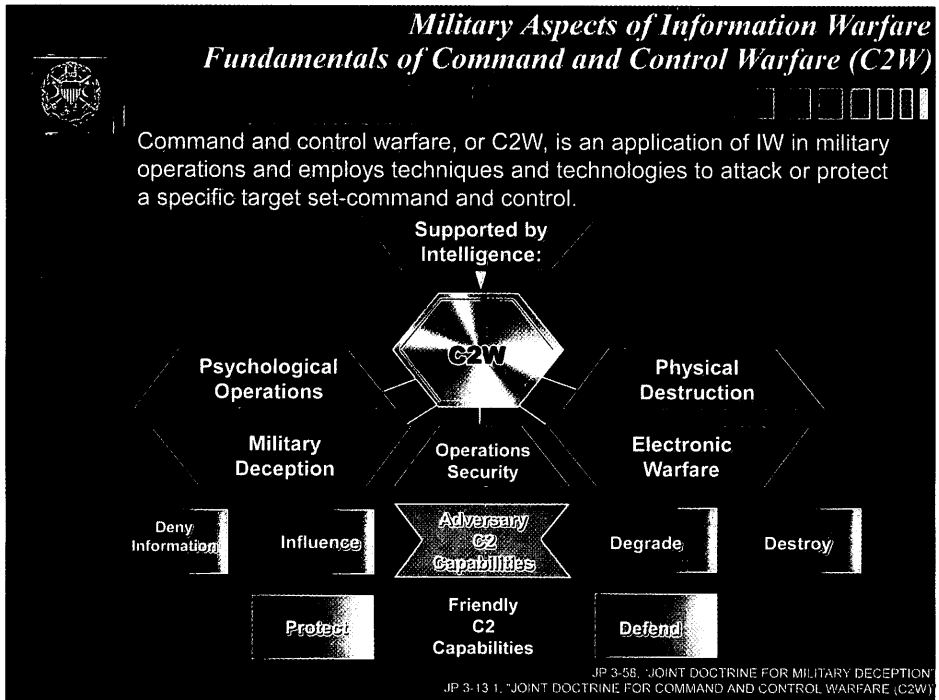 Military Aspects of Information Warfare
Fundamentals of Command and Control Warfare (C2W)
Command and control warfare, or C2W, is an application of IW in military
operations and employs techniques and technologies to attack or protect
a specific target set-command and control.
Supported by
Intelligence:
C2W
Psychological
Operations
Physical
Destruction
Military
Deception
Operations
Security
Electronic
Warfare
Deny
Information
Influence
Adversary
C2
Capabilities
Degrade
Destroy
Protect
Friendly
C2
Capabilities
Defend
JP 3-58, "JOINT DOCTRINE FOR MILITARY DECEPTION"
JP 3-13 1, "JOINT DOCTRINE FOR COMMAND AND CONTROL WARFARE (C2W)"